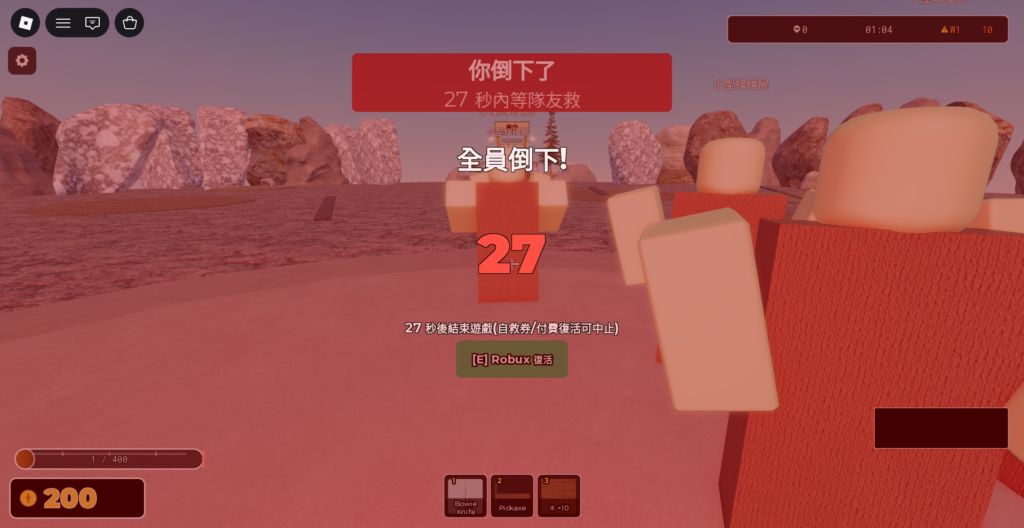 0
01:04
W1 · 10
你倒下了
27 秒內等隊友救
全員倒下!
27
27 秒後結束遊戲(自救券/付費復活可中止)
[E] Robux 復活
1 / 400
200
1
Bowie
Knife
2
Pickaxe
3
×10